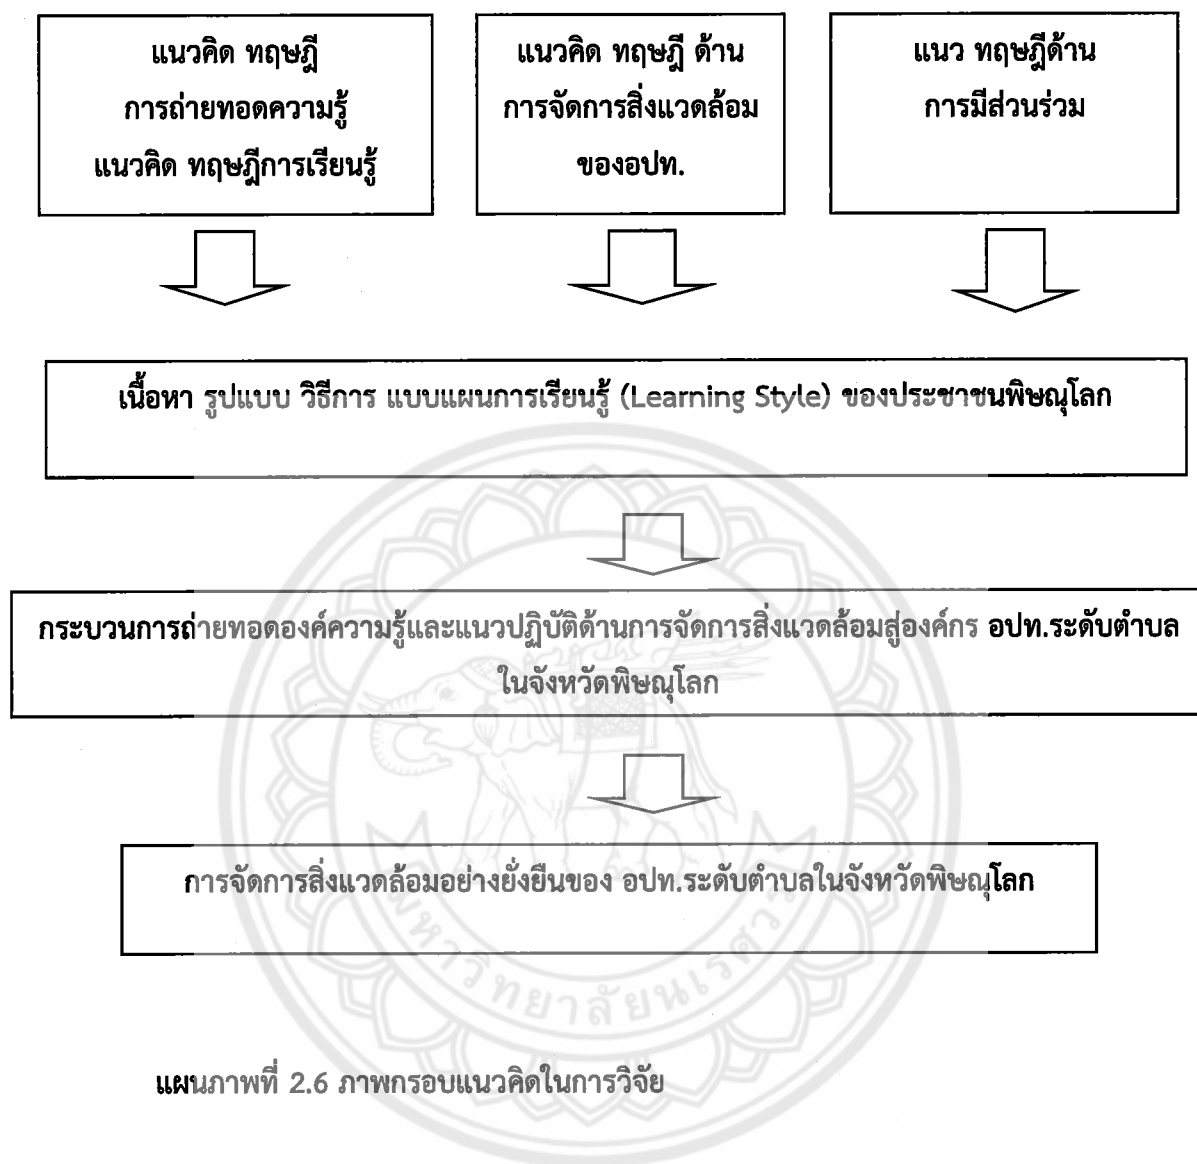 แนวคิด ทฤษฎี
การถ่ายทอดความรู้
แนวคิด ทฤษฎีการเรียนรู้
แนวคิด ทฤษฎี ด้าน
การจัดการสิ่งแวดล้อม
ของอปท.
แนว ทฤษฎีด้าน
การมีส่วนร่วม
เนื้อหา รูปแบบ วิธีการ แบบแผนการเรียนรู้ (Learning Style) ของประชาชนพิษณุโลก
กระบวนการถ่ายทอดองค์ความรู้และแนวปฏิบัติด้านการจัดการสิ่งแวดล้อมสู่องค์กร อปท.ระดับตำบล
ในจังหวัดพิษณุโลก
การจัดการสิ่งแวดล้อมอย่างยั่งยืนของ อปท.ระดับตำบลในจังหวัดพิษณุโลก
มหาวิทยาลัยนเรศวร
แผนภาพที่ 2.6 ภาพกรอบแนวคิดในการวิจัย